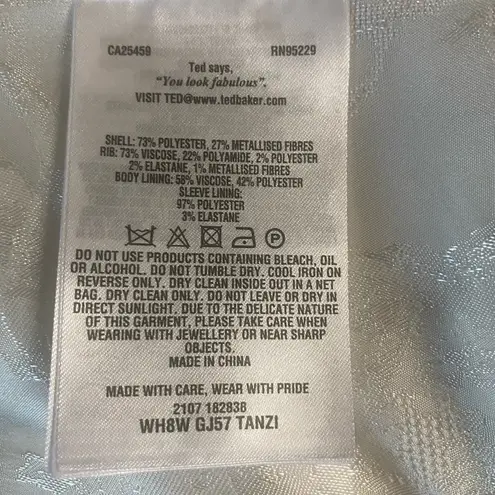 CA25459 RN95229
Ted says,
"You look fabulous".
VISIT TED@www.tedbaker.com
SHELL: 73% POLYESTER, 27% METALLISED FIBRES
RIB: 73% VISCOSE, 22% POLYAMIDE, 2% POLYESTER
2% ELASTANE, 1% METALLISED FIBRES
BODY LINING: 58% VISCOSE, 42% POLYESTER
SLEEVE LINING:
97% POLYESTER
3% ELASTANE
P
DO NOT USE PRODUCTS CONTAINING BLEACH, OIL
OR ALCOHOL. DO NOT TUMBLE DRY. COOL IRON ON
REVERSE ONLY. DRY CLEAN INSIDE OUT IN A NET
BAG. DRY CLEAN ONLY. DO NOT LEAVE OR DRY IN
DIRECT SUNLIGHT. DUE TO THE DELICATE NATURE
OF THIS GARMENT, PLEASE TAKE CARE WHEN
WEARING WITH JEWELLERY OR NEAR SHARP
OBJECTS.
MADE IN CHINA
MADE WITH CARE, WEAR WITH PRIDE
2107 182838
WH8W GJ57 TANZI